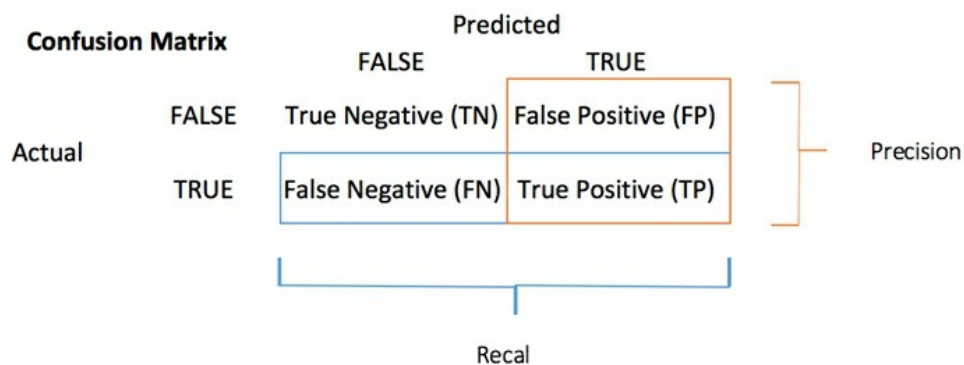 Confusion Matrix
Predicted
FALSE TRUE
FALSE True Negative (TN) False Positive (FP)
Actual Precision
TRUE False Negative (FN) True Positive (TP)
Recal